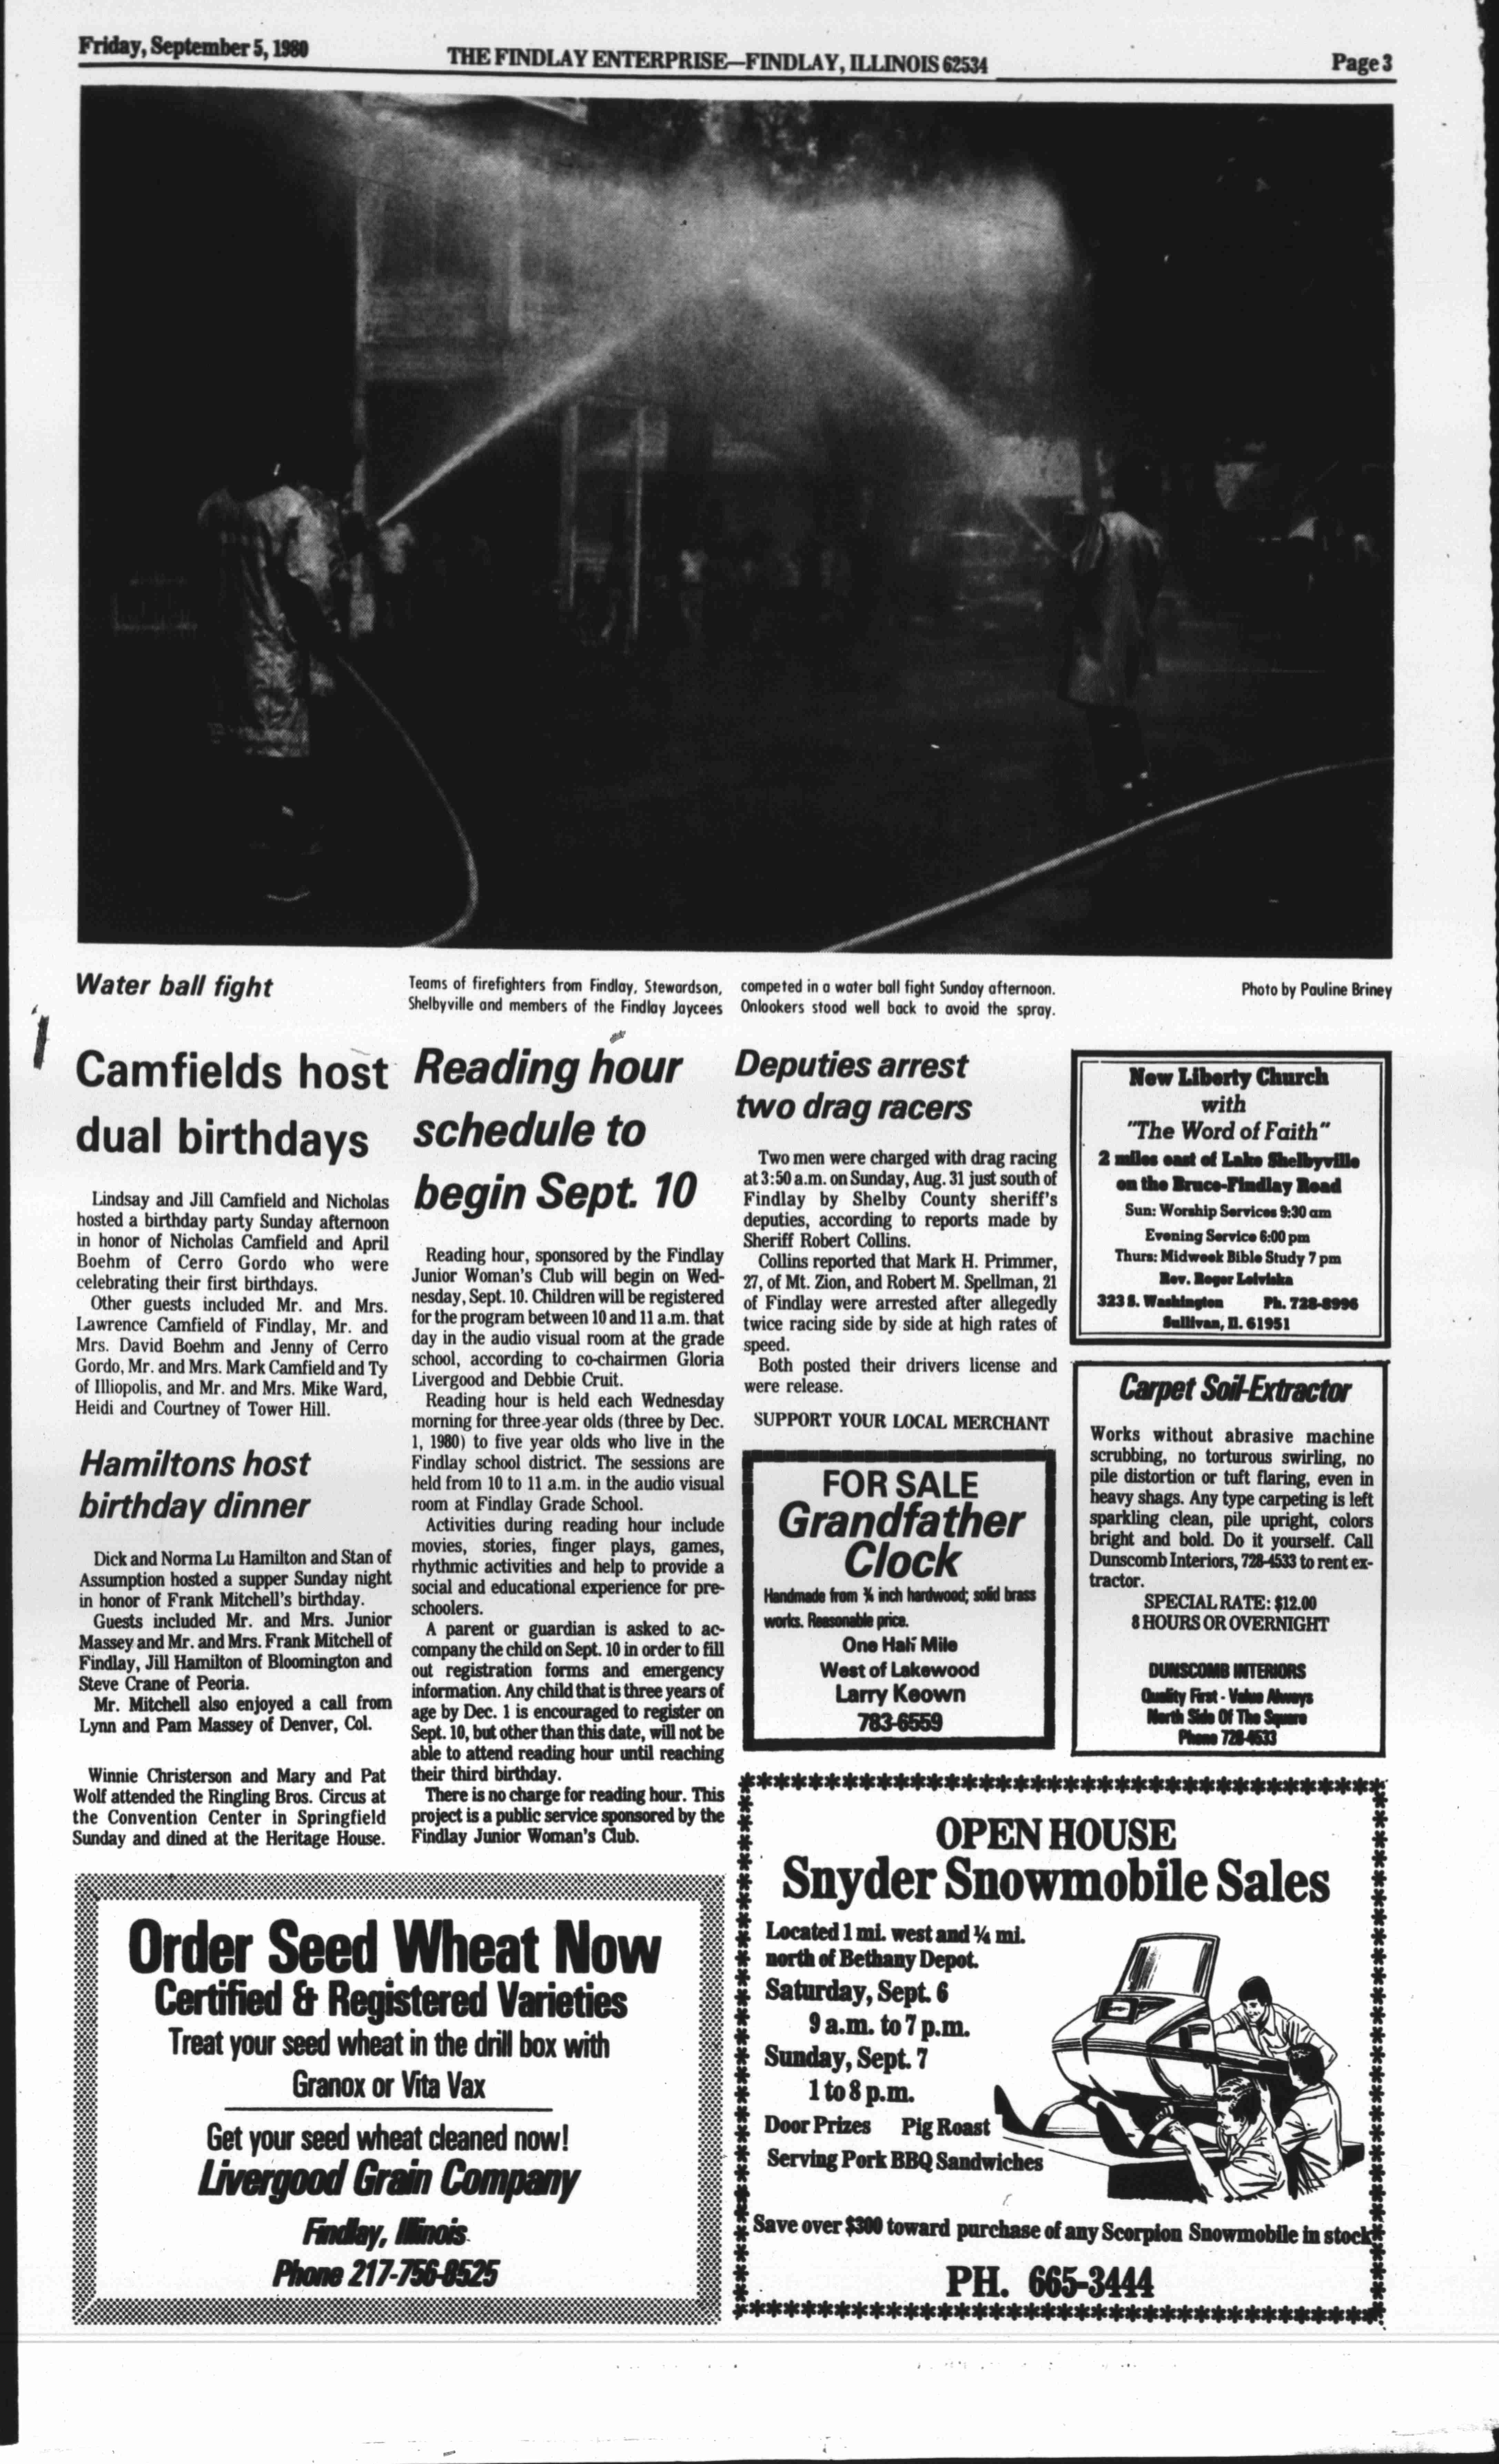 Friday, September 5, 1980
THE FINDLAY ENTERPRISE—FINDLAY, ILLINOIS 62534
Page 3
Water ball fight
Teams of firefighters from Findlay, Stewardson,
Shelbyville and members of the Findlay Jaycees
competed in a water ball fight Sunday afternoon.
Onlookers stood well back to avoid the spray.
Photo by Pauline Briney
Camfields host
dual birthdays
Lindsay and Jill Camfield and Nicholas
hosted a birthday party Sunday afternoon
in honor of Nicholas Camfield and April
Boehm of Cerro Gordo who were
celebrating their first birthdays.
Other guests included Mr. and Mrs.
Lawrence Camfield of Findlay, Mr. and
Mrs. David Boehm and Jenny of Cerro
Gordo, Mr. and Mrs. Mark Camfield and Ty
of Illiopolis, and Mr. and Mrs. Mike Ward,
Heidi and Courtney of Tower Hill.
Hamiltons host
birthday dinner
Dick and Norma Lu Hamilton and Stan of
Assumption hosted a supper Sunday night
in honor of Frank Mitchell's birthday.
Guests included Mr. and Mrs. Junior
Massey and Mr. and Mrs. Frank Mitchell of
Findlay, Jill Hamilton of Bloomington and
Steve Crane of Peoria.
Mr. Mitchell also enjoyed a call from
Lynn and Pam Massey of Denver, Col.
Winnie Christerson and Mary and Pat
Wolf attended the Ringling Bros. Circus at
the Convention Center in Springfield
Sunday and dined at the Heritage House.
Reading hour
schedule to
begin Sept. 10
Reading hour, sponsored by the Findlay
Junior Woman's Club will begin on Wed-
nesday, Sept. 10. Children will be registered
for the program between 10 and 11 a.m. that
day in the audio visual room at the grade
school, according to co-chairmen Gloria
Livergood and Debbie Cruit.
Reading hour is held each Wednesday
morning for three-year olds (three by Dec.
1, 1980) to five year olds who live in the
Findlay school district. The sessions are
held from 10 to 11 a.m. in the audio visual
room at Findlay Grade School.
Activities during reading hour include
movies, stories, finger plays, games,
rhythmic activities and help to provide a
social and educational experience for pre-
schoolers.
A parent or guardian is asked to ac-
company the child on Sept. 10 in order to fill
out registration forms and emergency
information. Any child that is three years of
age by Dec. 1 is encouraged to register on
Sept. 10, but other than this date, will not be
able to attend reading hour until reaching
their third birthday.
There is no charge for reading hour. This
project is a public service sponsored by the
Findlay Junior Woman's Club.
Deputies arrest
two drag racers
Two men were charged with drag racing
at 3:50 a.m. on Sunday, Aug. 31 just south of
Findlay by Shelby County sheriff's
deputies, according to reports made by
Sheriff Robert Collins.
Collins reported that Mark H. Primmer,
27, of Mt. Zion, and Robert M. Spellman, 21
of Findlay were arrested after allegedly
twice racing side by side at high rates of
speed.
Both posted their drivers license and
were release.
SUPPORT YOUR LOCAL MERCHANT
FOR SALE
Grandfather
Clock
Handmade from ¾ inch hardwood; solid brass
works. Reasonable price.
One Half Mile
West of Lakewood
Larry Keown
783-6559
New Liberty Church
with
"The Word of Faith"
2 miles east of Lake Shelbyville
on the Bruce-Findlay Road
Sun: Worship Services 9:30 am
Evening Service 6:00 pm
Thurs: Midweek Bible Study 7 pm
Rev. Roger Leiviska
323 S. Washington Ph. 728-8996
Sullivan, Il. 61951
Carpet Soil-Extractor
Works without abrasive machine
scrubbing, no torturous swirling, no
pile distortion or tuft flaring, even in
heavy shags. Any type carpeting is left
sparkling clean, pile upright, colors
bright and bold. Do it yourself. Call
Dunscomb Interiors, 728-4533 to rent ex-
tractor.
SPECIAL RATE: $12.00
8 HOURS OR OVERNIGHT
DUNSCOMB INTERIORS
Quality First - Value Always
North Side Of The Square
Phone 728-4533
Order Seed Wheat Now
Certified & Registered Varieties
Treat your seed wheat in the drill box with
Granox or Vita Vax
Get your seed wheat cleaned now!
Livergood Grain Company
Findlay, Illinois
Phone 217-756-8525
OPEN HOUSE
Snyder Snowmobile Sales
Located 1 mi. west and ¼ mi.
north of Bethany Depot.
Saturday, Sept. 6
9 a.m. to 7 p.m.
Sunday, Sept. 7
1 to 8 p.m.
Door Prizes Pig Roast
Serving Pork BBQ Sandwiches
Save over $300 toward purchase of any Scorpion Snowmobile in stock
PH. 665-3444